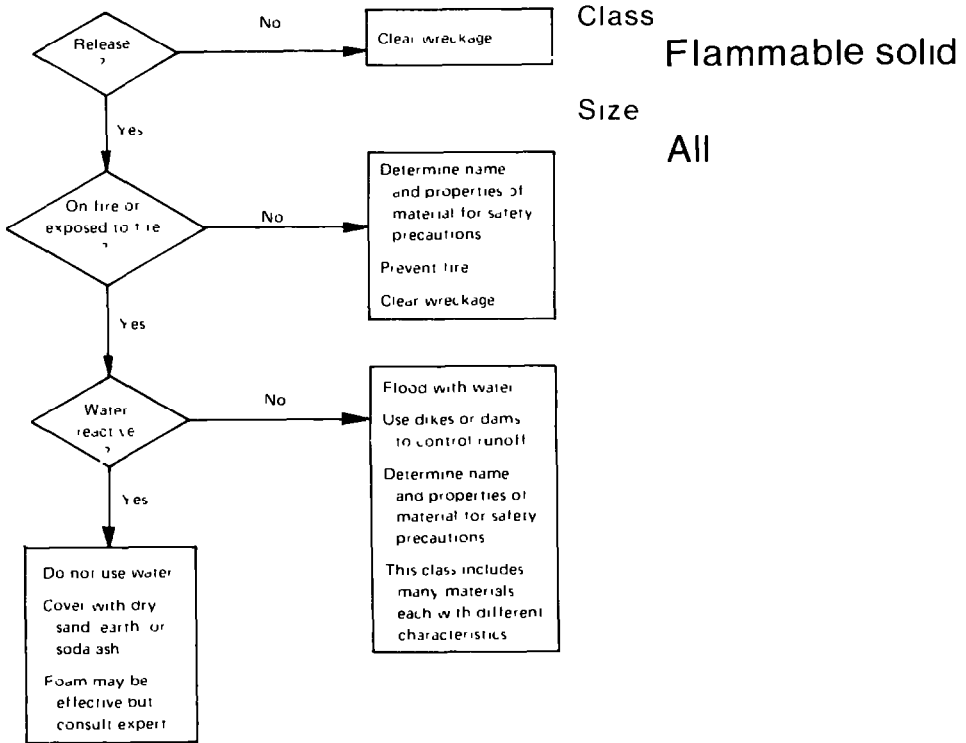 Class
Flammable solid
Size
All
Release
?
No
Clear wreckage
Yes
On fire or
exposed to fire
?
No
Determine name
and properties of
material for safety
precautions
Prevent fire
Clear wreckage
Yes
Water
reactive
?
No
Flood with water
Use dikes or dams
to control runoff
Determine name
and properties of
material for safety
precautions
This class includes
many materials
each with different
characteristics
Yes
Do not use water
Cover with dry
sand earth or
soda ash
Foam may be
effective but
consult expert